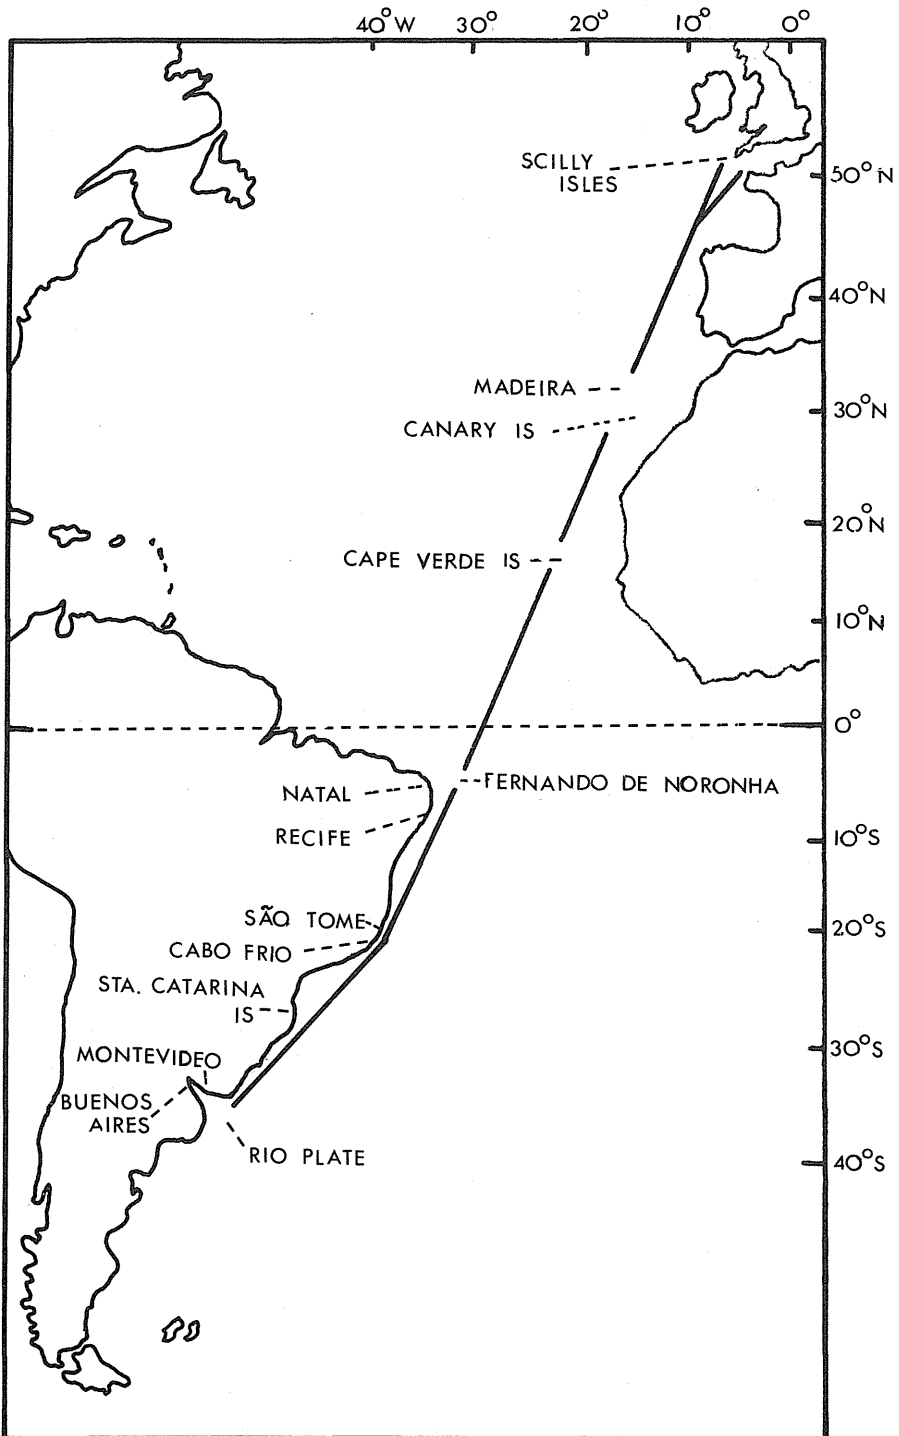 40°W 30° 20° 10° 0°
SCILLY
ISLES
50°N
40°N
MADEIRA
30°N
CANARY IS
20°N
CAPE VERDE IS
10°N
0°
NATAL
FERNANDO DE NORONHA
RECIFE
10°S
SÃO TOME
20°S
CABO FRIO
STA. CATARINA
IS
30°S
MONTEVIDEO
BUENOS
AIRES
RIO PLATE
40°S